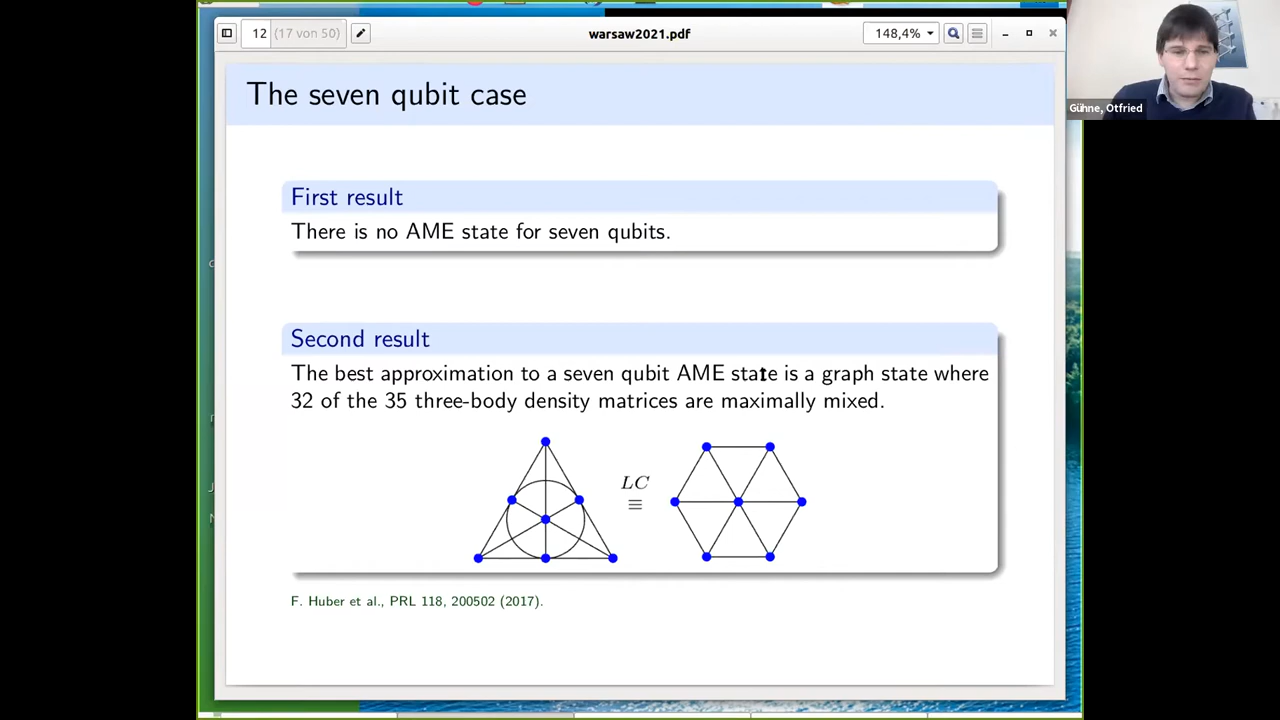 12 (17 von 50)
warsaw2021.pdf
148,4%
Gühne, Otfried
The seven qubit case
First result
There is no AME state for seven qubits.
Second result
The best approximation to a seven qubit AME state is a graph state where
32 of the 35 three-body density matrices are maximally mixed.
LC
≡
F. Huber et al., PRL 118, 200502 (2017).